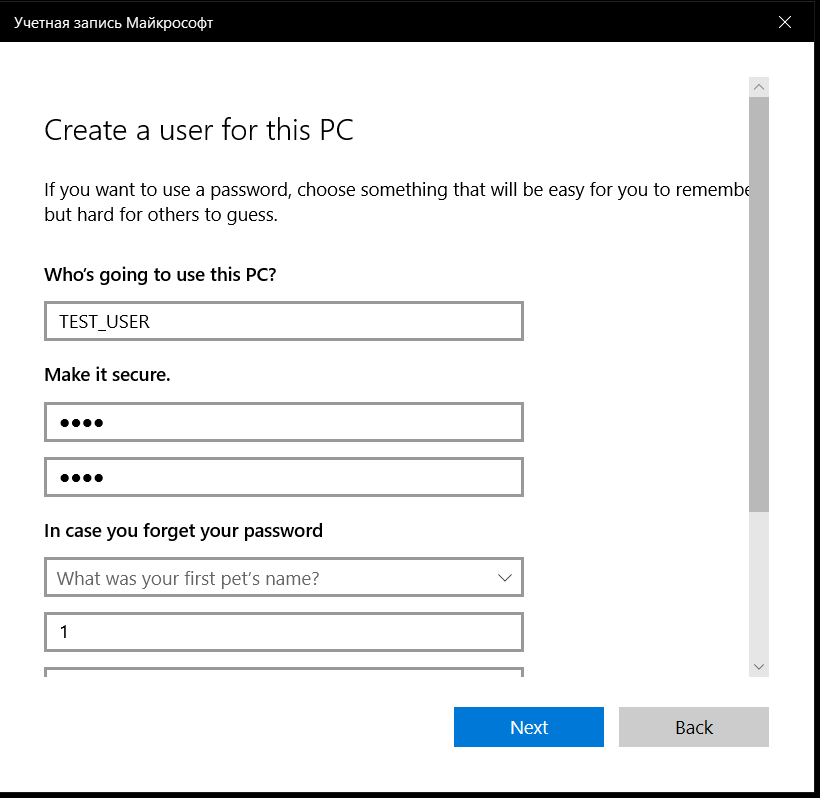 Учетная запись Майкрософт
Create a user for this PC
If you want to use a password, choose something that will be easy for you to remembe
but hard for others to guess.
Who's going to use this PC?
TEST_USER
Make it secure.
●●●●
●●●●
In case you forget your password
What was your first pet's name?
1
Next Back